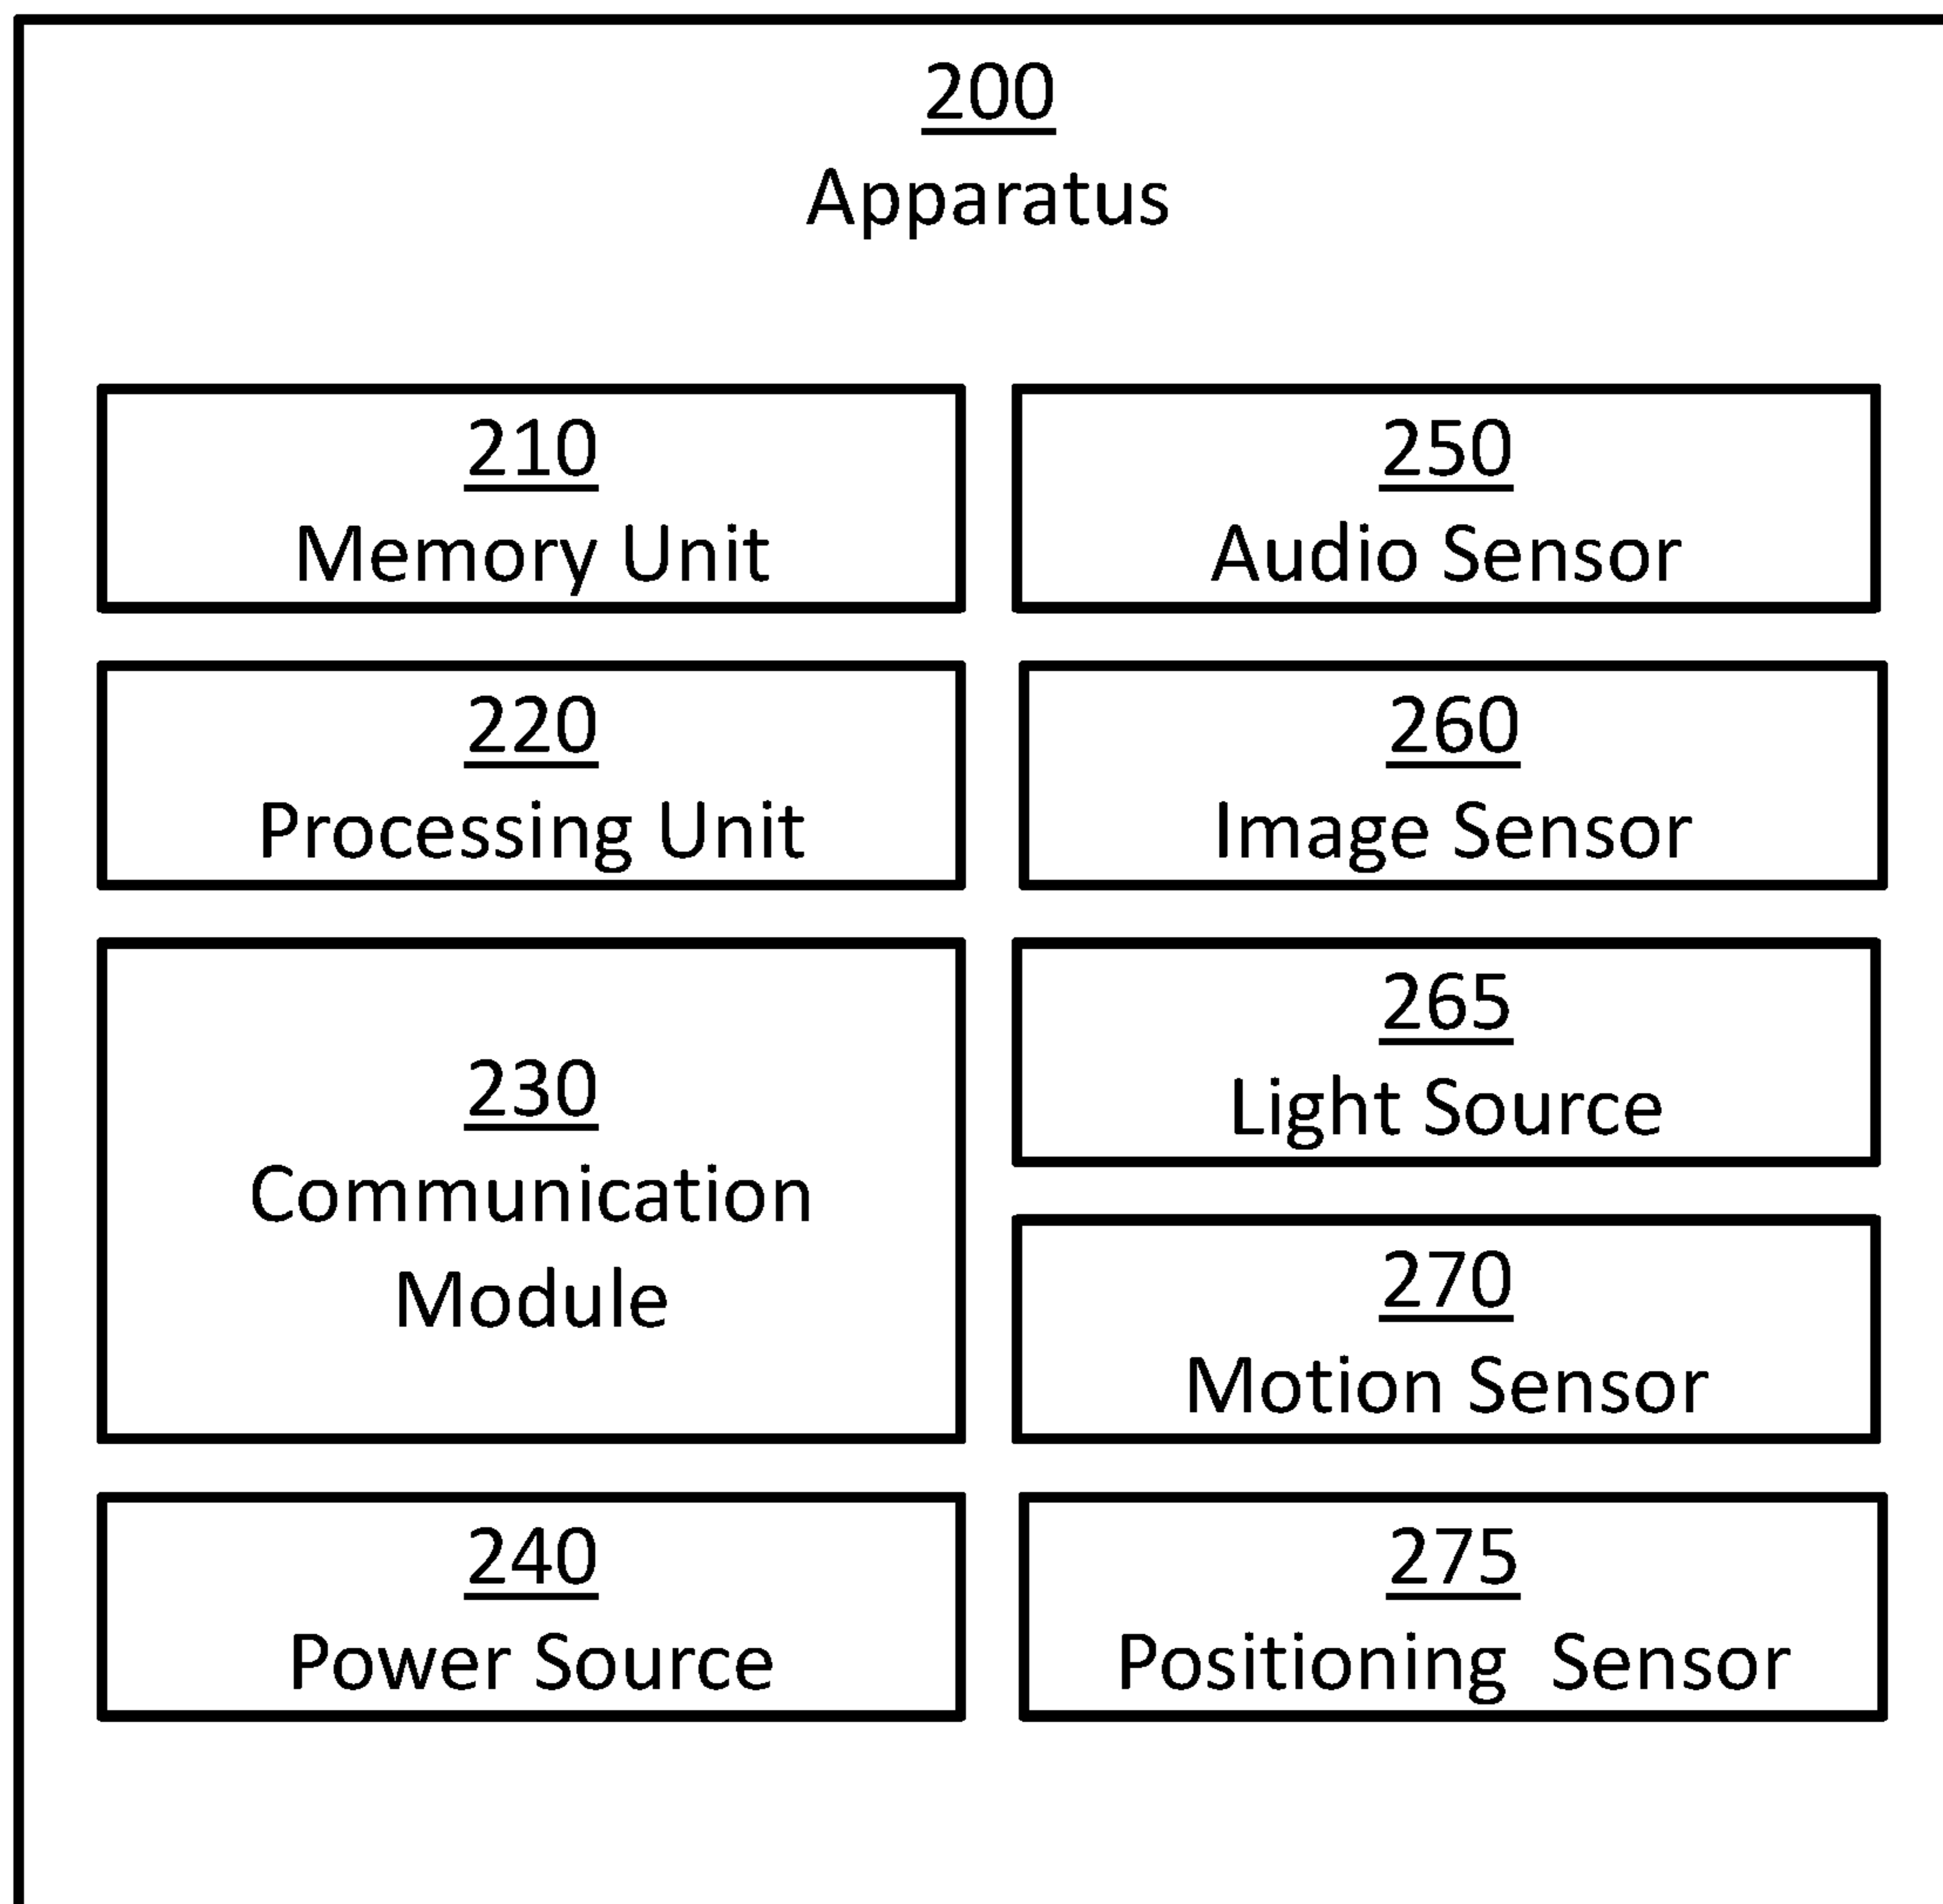 200
Apparatus
210
Memory Unit
250
Audio Sensor
220
Processing Unit
260
Image Sensor
230
Communication
Module
265
Light Source
270
Motion Sensor
240
Power Source
275
Positioning  Sensor